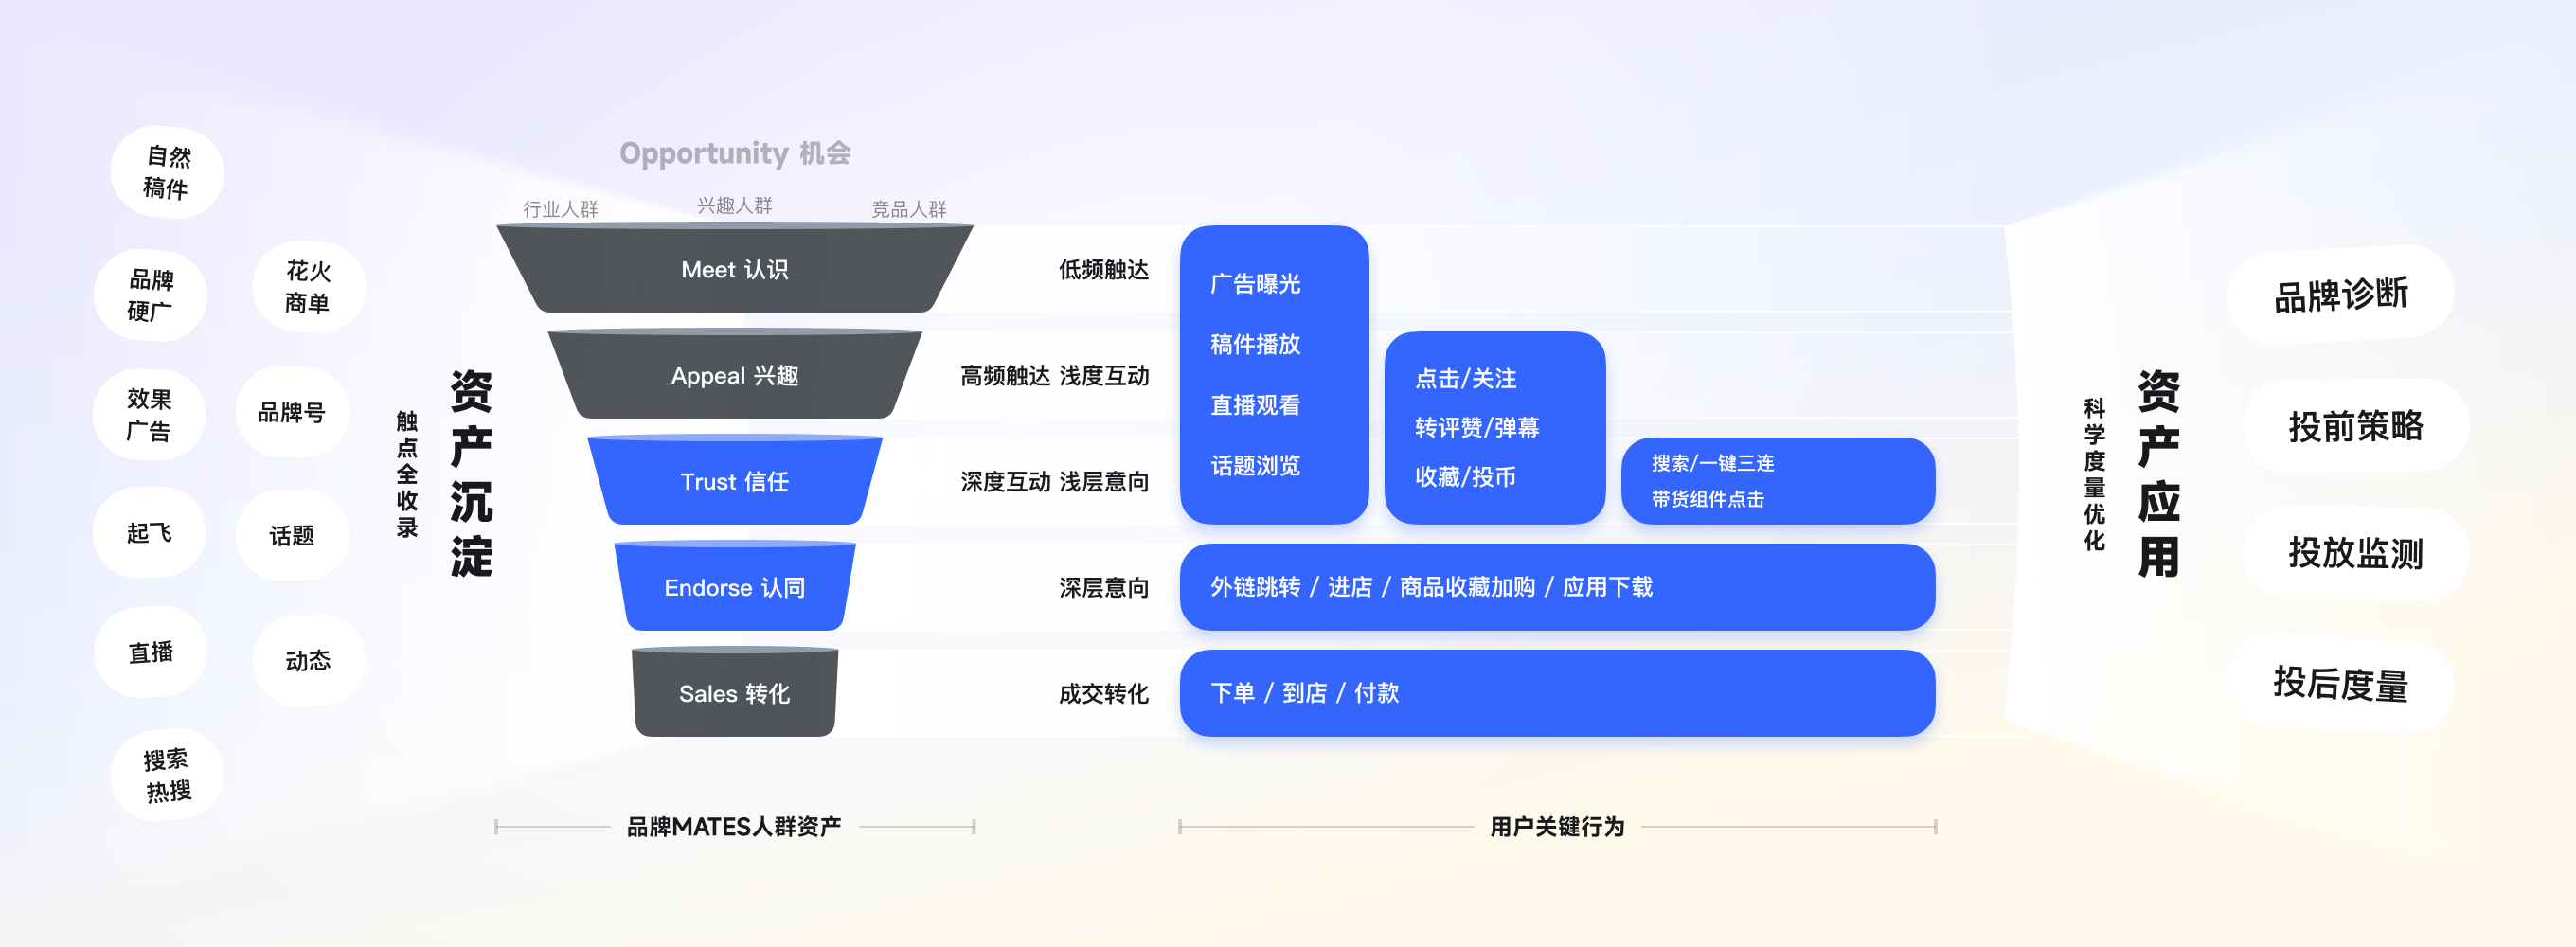 自然
稿件
品牌
硬广
效果
广告
起飞
直播
搜索
热搜
花火
商单
品牌号
话题
动态
触点全收录
资产沉淀
Opportunity 机会
行业人群
兴趣人群
竞品人群
Meet 认识
Appeal 兴趣
Trust 信任
Endorse 认同
Sales 转化
品牌MATES人群资产
低频触达
高频触达 浅度互动
深度互动 浅层意向
深层意向
成交转化
广告曝光
稿件播放
直播观看
话题浏览
点击/关注
转评赞/弹幕
收藏/投币
搜索/一键三连
带货组件点击
外链跳转 / 进店 / 商品收藏加购 / 应用下载
下单 / 到店 / 付款
用户关键行为
科学度量优化
资产应用
品牌诊断
投前策略
投放监测
投后度量